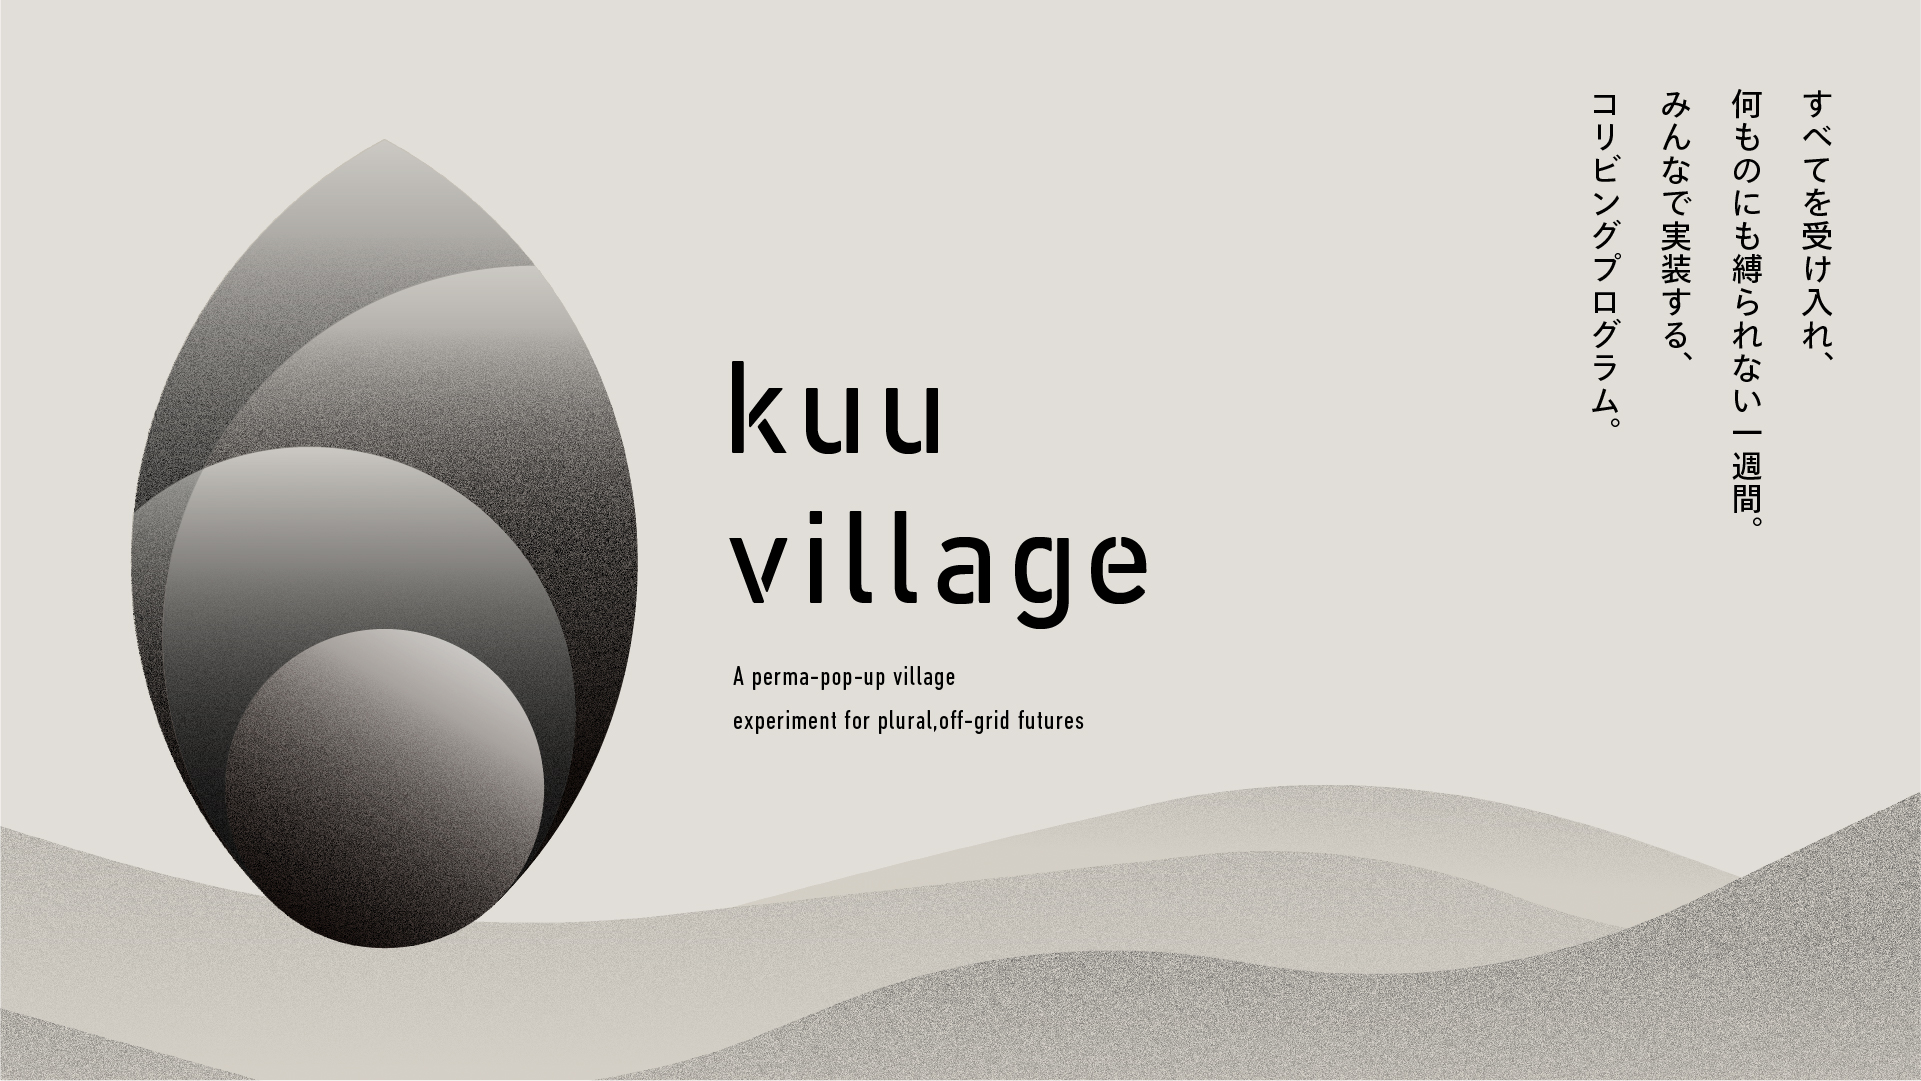 kuu
village
A perma-pop-up village
experiment for plural,off-grid futures
すべてを受け入れ、
何ものにも縛られない一週間。
みんなで実装する、
コリビングプログラム。